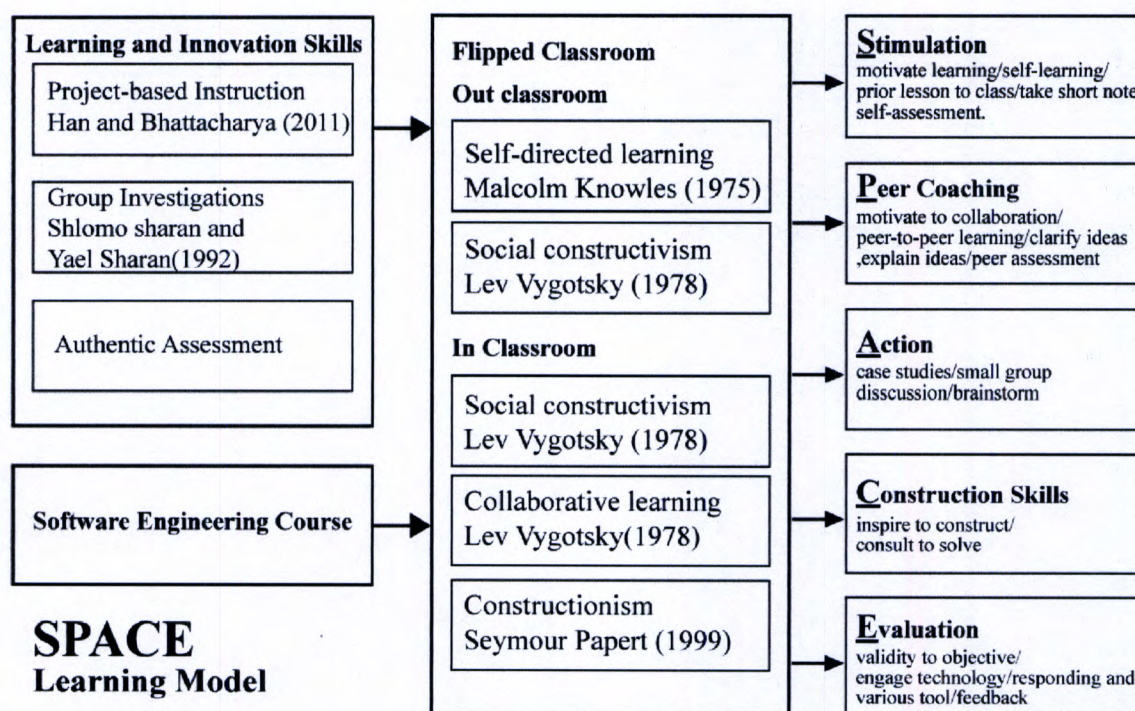 Learning and Innovation Skills
Project-based Instruction
Han and Bhattacharya (2011)
Group Investigations
Shlomo sharan and
Yael Sharan(1992)
Authentic Assessment
Software Engineering Course
SPACE
Learning Model
Flipped Classroom
Out classroom
Self-directed learning
Malcolm Knowles (1975)
Social constructivism
Lev Vygotsky (1978)
In Classroom
Social constructivism
Lev Vygotsky (1978)
Collaborative learning
Lev Vygotsky(1978)
Constructionism
Seymour Papert (1999)
Stimulation
motivate learning/self-learning/
prior lesson to class/take short note
self-assessment.
Peer Coaching
motivate to collaboration/
peer-to-peer learning/clarify ideas
,explain ideas/peer assessment
Action
case studies/small group
disscussion/brainstorm
Construction Skills
inspire to construct/
consult to solve
Evaluation
validity to objective/
engage technology/responding and
various tool/feedback